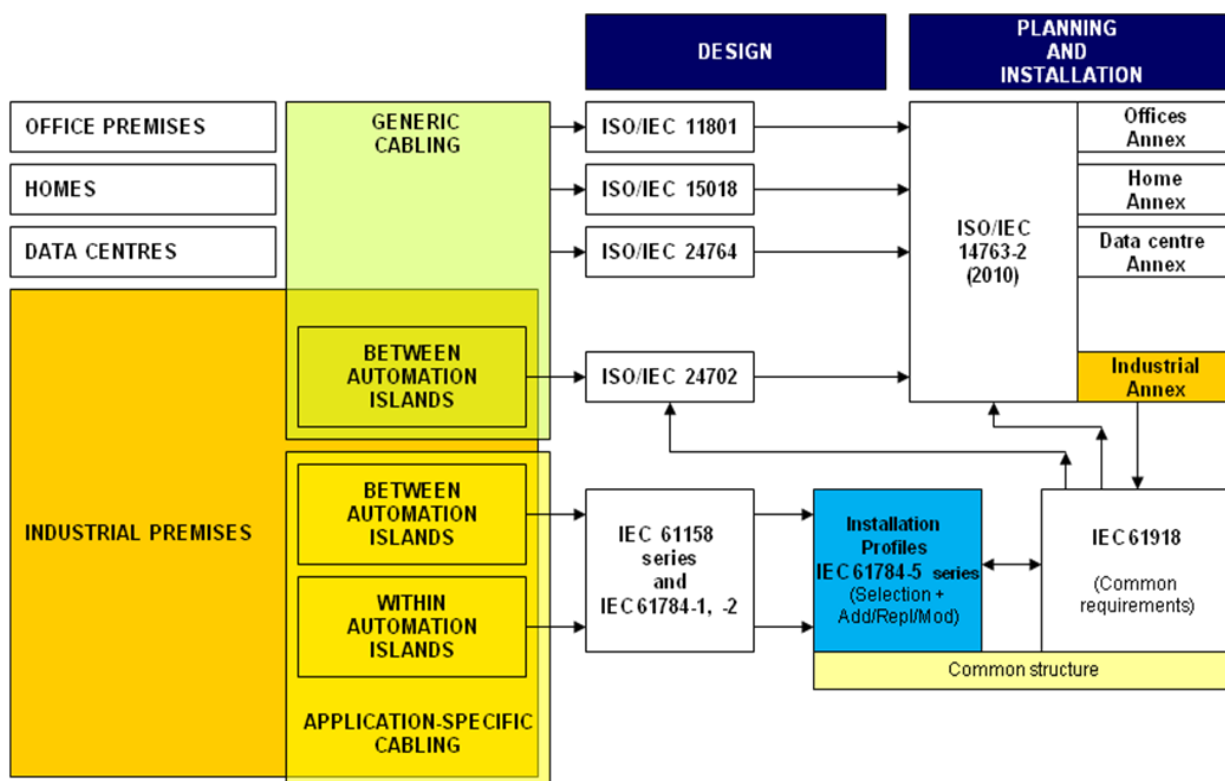 DESIGN
PLANNING
AND
INSTALLATION
OFFICE PREMISES
GENERIC
CABLING
ISO/IEC 11801
Offices
Annex
HOMES
ISO/IEC 15018
Home
Annex
DATA CENTRES
ISO/IEC 24764
ISO/IEC
14763-2
(2010)
Data centre
Annex
BETWEEN
AUTOMATION
ISLANDS
ISO/IEC 24702
Industrial
Annex
INDUSTRIAL PREMISES
BETWEEN
AUTOMATION
ISLANDS
IEC 61158
series
and
IEC 61784-1, -2
Installation
Profiles
IEC 61784-5 series
(Selection +
Add/Repl/Mod)
IEC 61918
(Common
requirements)
WITHIN
AUTOMATION
ISLANDS
Common structure
APPLICATION-SPECIFIC
CABLING